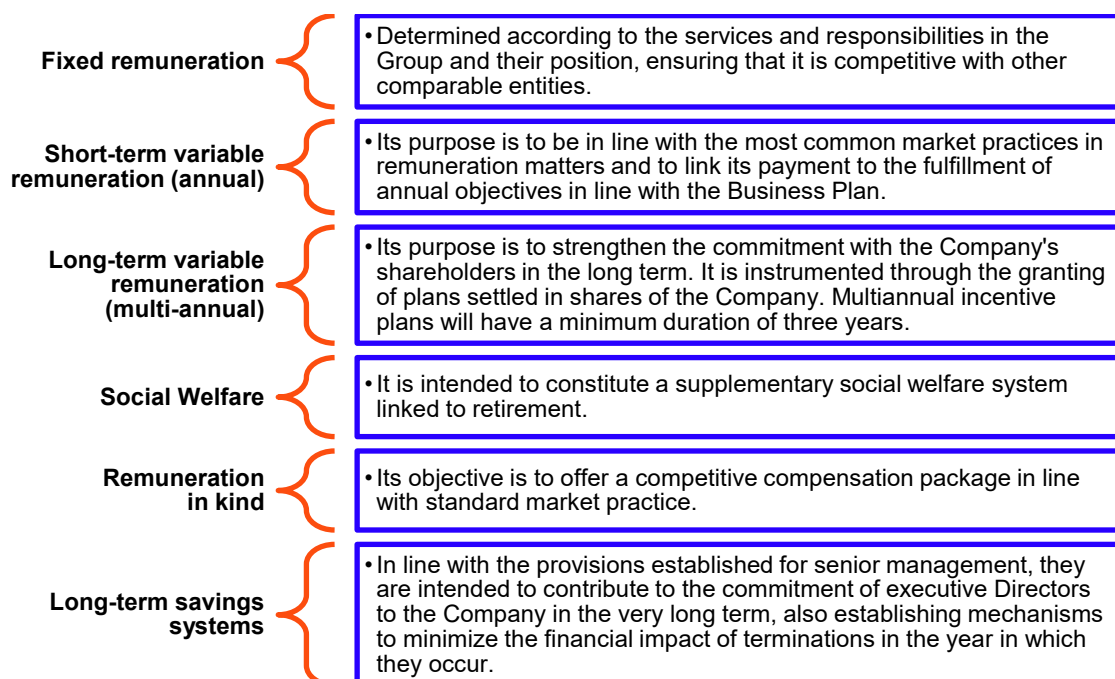 Fixed remuneration
• Determined according to the services and responsibilities in the
Group and their position, ensuring that it is competitive with other
comparable entities.
Short-term variable
remuneration (annual)
• Its purpose is to be in line with the most common market practices in
remuneration matters and to link its payment to the fulfillment of
annual objectives in line with the Business Plan.
Long-term variable
remuneration
(multi-annual)
• Its purpose is to strengthen the commitment with the Company's
shareholders in the long term. It is instrumented through the granting
of plans settled in shares of the Company. Multiannual incentive
plans will have a minimum duration of three years.
Social Welfare
• It is intended to constitute a supplementary social welfare system
linked to retirement.
Remuneration
in kind
• Its objective is to offer a competitive compensation package in line
with standard market practice.
Long-term savings
systems
• In line with the provisions established for senior management, they
are intended to contribute to the commitment of executive Directors
to the Company in the very long term, also establishing mechanisms
to minimize the financial impact of terminations in the year in which
they occur.